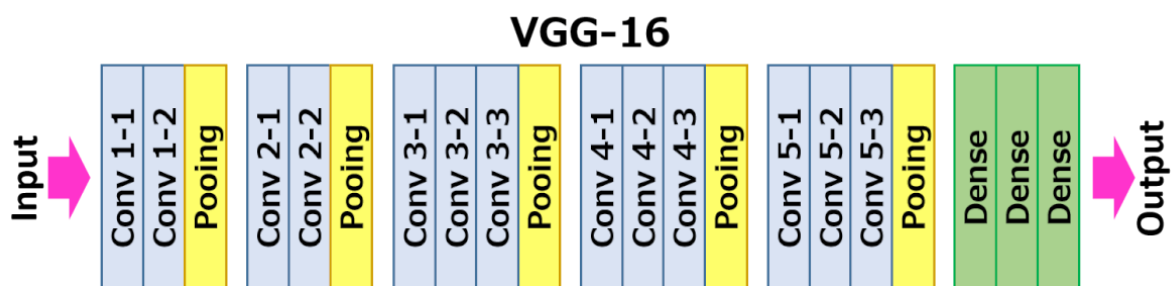 VGG-16
Input
Conv 1-1
Conv 1-2
Pooing
Conv 2-1
Conv 2-2
Pooing
Conv 3-1
Conv 3-2
Conv 3-3
Pooing
Conv 4-1
Conv 4-2
Conv 4-3
Pooing
Conv 5-1
Conv 5-2
Conv 5-3
Pooing
Dense
Dense
Dense
Output